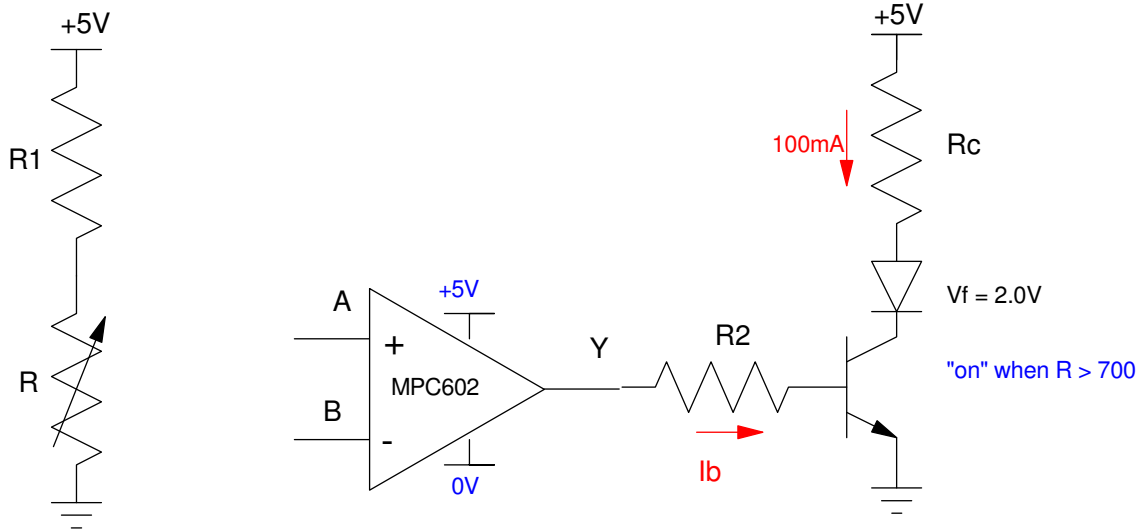 +5V
R1
R
A
+
B
-
MPC602
+5V
0V
Y
R2
Ib
+5V
100mA
Rc
Vf = 2.0V
"on" when R > 700